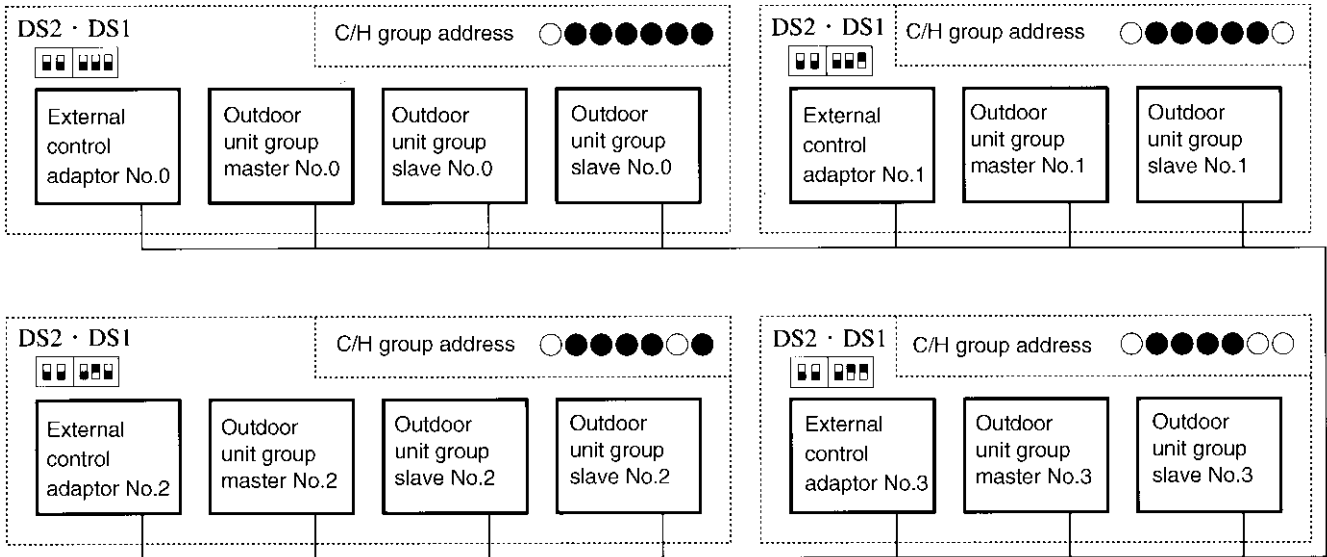 DS2 · DS1
C/H group address ○●●●●●●
External
control
adaptor No.0
Outdoor
unit group
master No.0
Outdoor
unit group
slave No.0
Outdoor
unit group
slave No.0
DS2 · DS1
C/H group address ○●●●●●○
External
control
adaptor No.1
Outdoor
unit group
master No.1
Outdoor
unit group
slave No.1
DS2 · DS1
C/H group address ○●●●●○●
External
control
adaptor No.2
Outdoor
unit group
master No.2
Outdoor
unit group
slave No.2
Outdoor
unit group
slave No.2
DS2 · DS1
C/H group address ○●●●●○○
External
control
adaptor No.3
Outdoor
unit group
master No.3
Outdoor
unit group
slave No.3